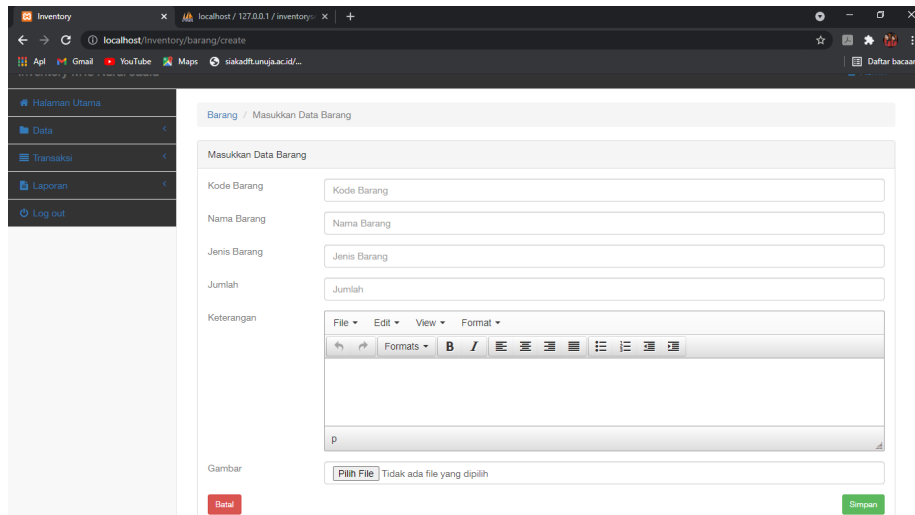 Inventory
localhost / 127.0.0.1 / inventorys
localhost/Inventory/barang/create
Apl Gmail YouTube Maps siakadft.unuja.ac.id/... Daftar bacaan
Halaman Utama
Data
Transaksi
Laporan
Log out
Barang / Masukkan Data Barang
Masukkan Data Barang
Kode Barang Kode Barang
Nama Barang Nama Barang
Jenis Barang Jenis Barang
Jumlah Jumlah
Keterangan File Edit View Format
Formats B I
p
Gambar Pilih File Tidak ada file yang dipilih
Batal Simpan